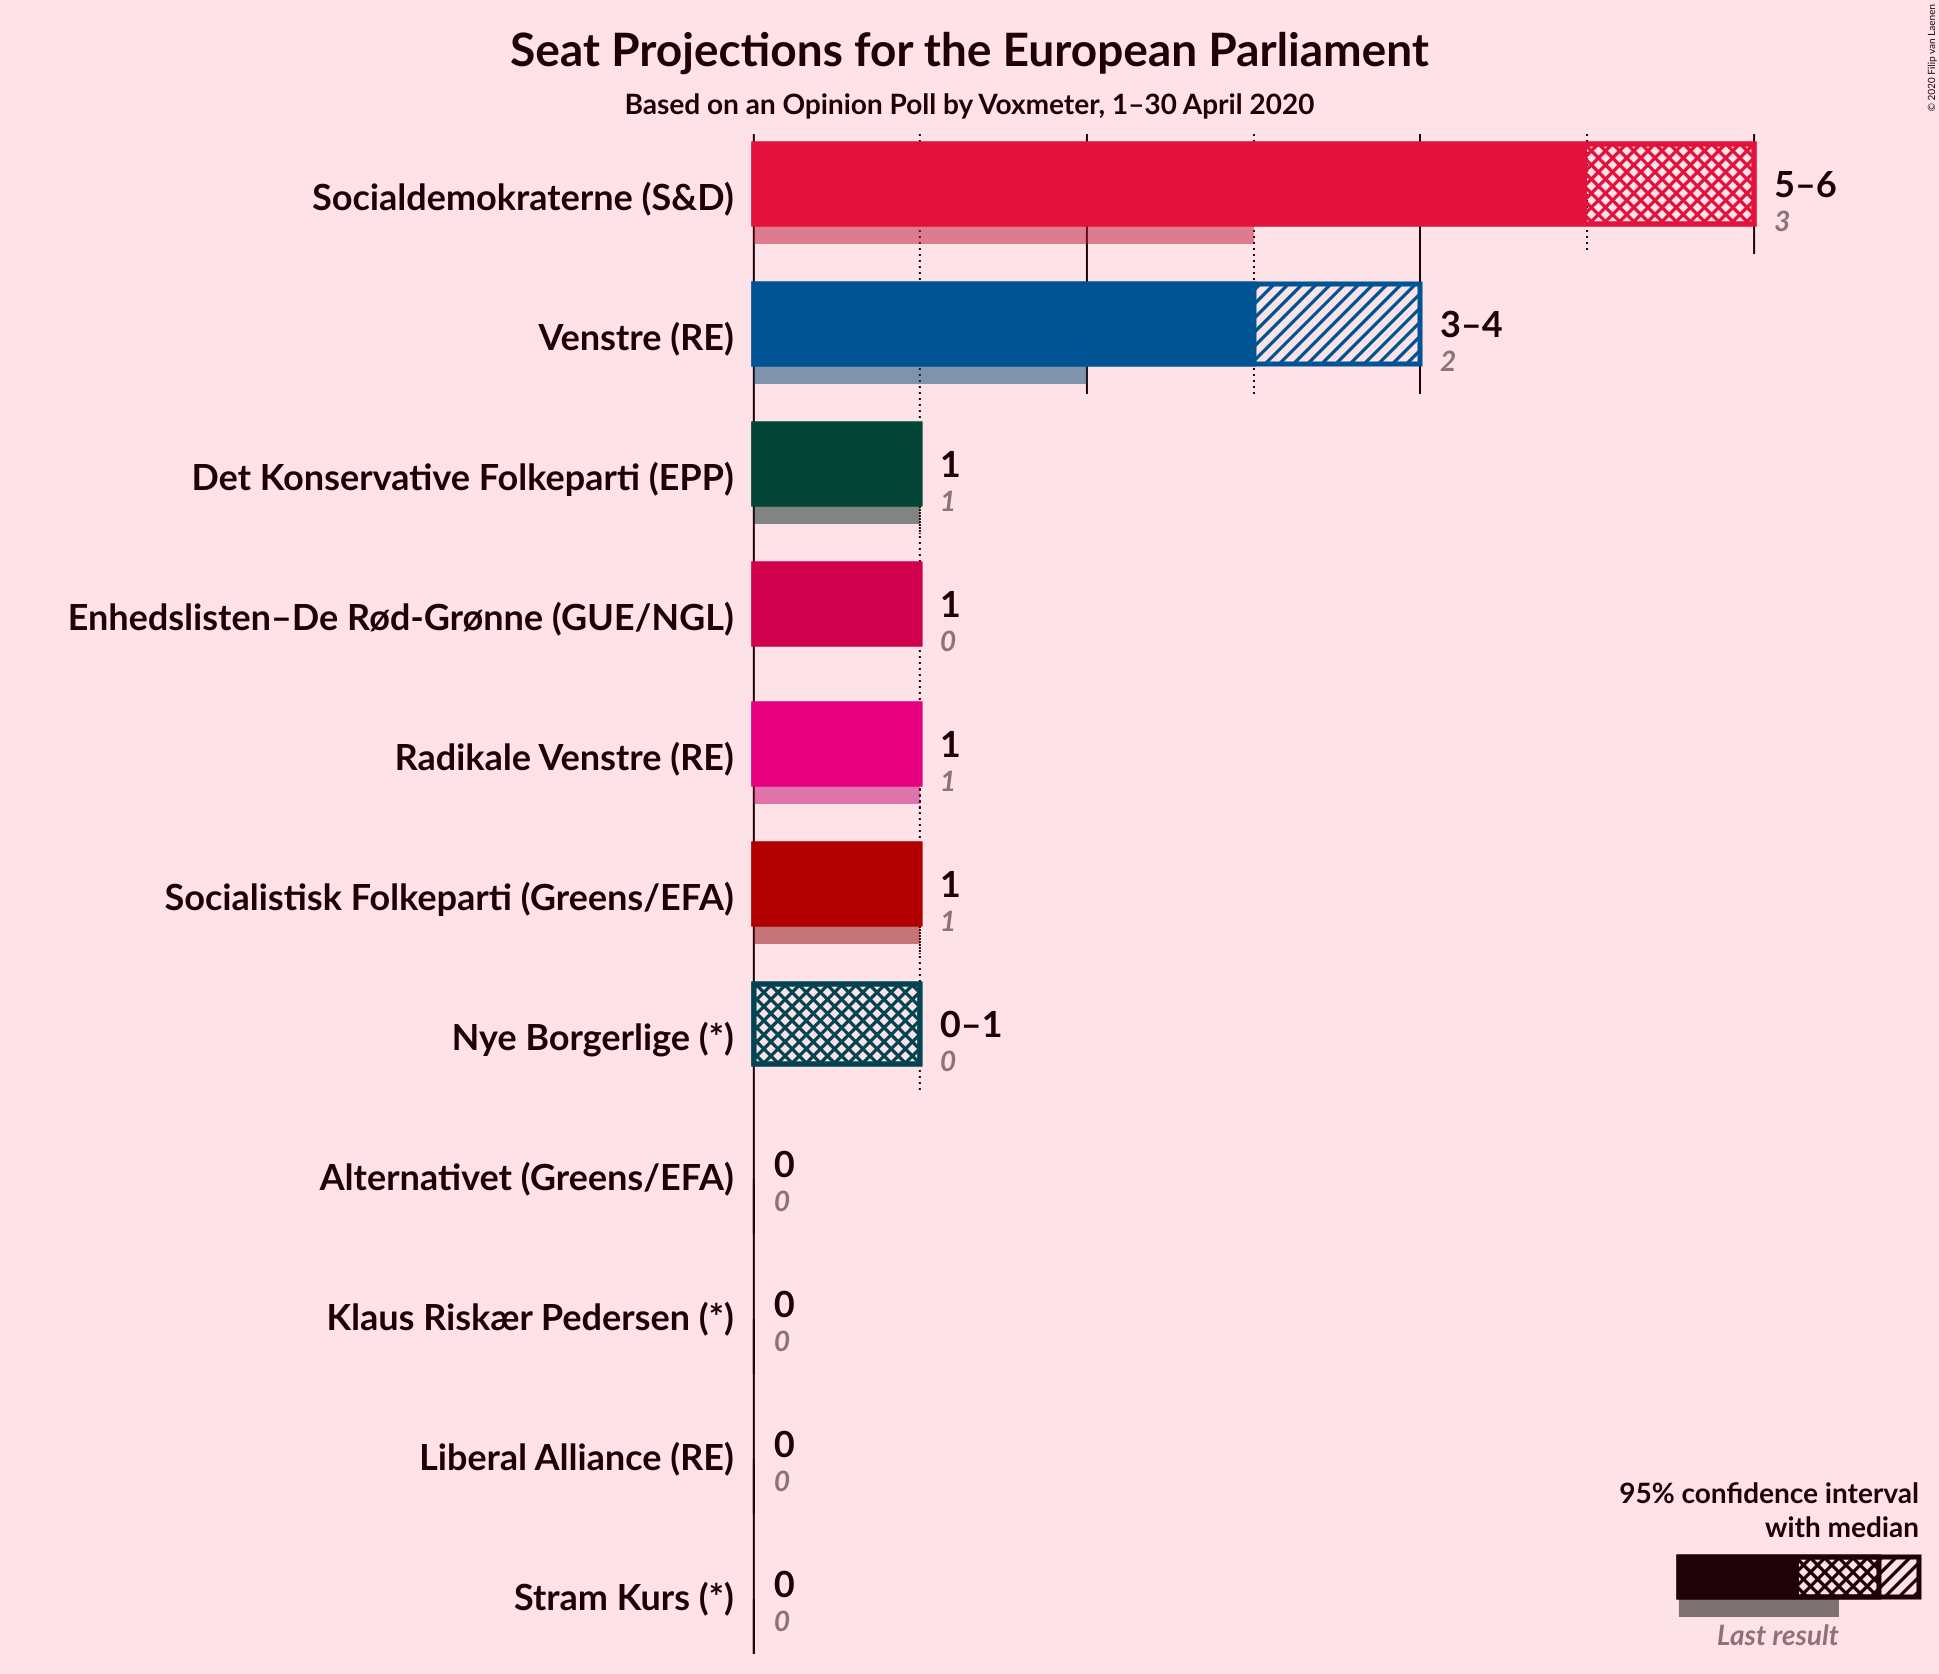 Seat Projections for the European Parliament
Based on an Opinion Poll by Voxmeter, 1–30 April 2020
© 2020 Filip van Laenen
Socialdemokraterne (S&D)
5–6
3
Venstre (RE)
3–4
2
Det Konservative Folkeparti (EPP)
1
1
Enhedslisten–De Rød-Grønne (GUE/NGL)
1
0
Radikale Venstre (RE)
1
1
Socialistisk Folkeparti (Greens/EFA)
1
1
Nye Borgerlige (*)
0–1
0
Alternativet (Greens/EFA)
0
0
Klaus Riskær Pedersen (*)
0
0
Liberal Alliance (RE)
0
0
Stram Kurs (*)
0
0
95% confidence interval
with median
Last result